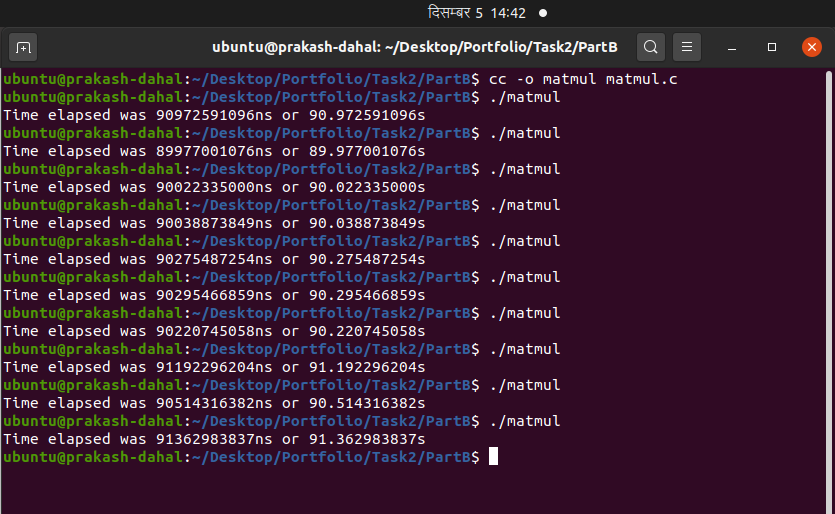 दिसम्बर 5 14:42
ubuntu@prakash-dahal: ~/Desktop/Portfolio/Task2/PartB
ubuntu@prakash-dahal:~/Desktop/Portfolio/Task2/PartB$ cc -o matmul matmul.c
ubuntu@prakash-dahal:~/Desktop/Portfolio/Task2/PartB$ ./matmul
Time elapsed was 90972591096ns or 90.972591096s
ubuntu@prakash-dahal:~/Desktop/Portfolio/Task2/PartB$ ./matmul
Time elapsed was 89977001076ns or 89.977001076s
ubuntu@prakash-dahal:~/Desktop/Portfolio/Task2/PartB$ ./matmul
Time elapsed was 90022335000ns or 90.022335000s
ubuntu@prakash-dahal:~/Desktop/Portfolio/Task2/PartB$ ./matmul
Time elapsed was 90038873849ns or 90.038873849s
ubuntu@prakash-dahal:~/Desktop/Portfolio/Task2/PartB$ ./matmul
Time elapsed was 90275487254ns or 90.275487254s
ubuntu@prakash-dahal:~/Desktop/Portfolio/Task2/PartB$ ./matmul
Time elapsed was 90295466859ns or 90.295466859s
ubuntu@prakash-dahal:~/Desktop/Portfolio/Task2/PartB$ ./matmul
Time elapsed was 90220745058ns or 90.220745058s
ubuntu@prakash-dahal:~/Desktop/Portfolio/Task2/PartB$ ./matmul
Time elapsed was 91192296204ns or 91.192296204s
ubuntu@prakash-dahal:~/Desktop/Portfolio/Task2/PartB$ ./matmul
Time elapsed was 90514316382ns or 90.514316382s
ubuntu@prakash-dahal:~/Desktop/Portfolio/Task2/PartB$ ./matmul
Time elapsed was 91362983837ns or 91.362983837s
ubuntu@prakash-dahal:~/Desktop/Portfolio/Task2/PartB$